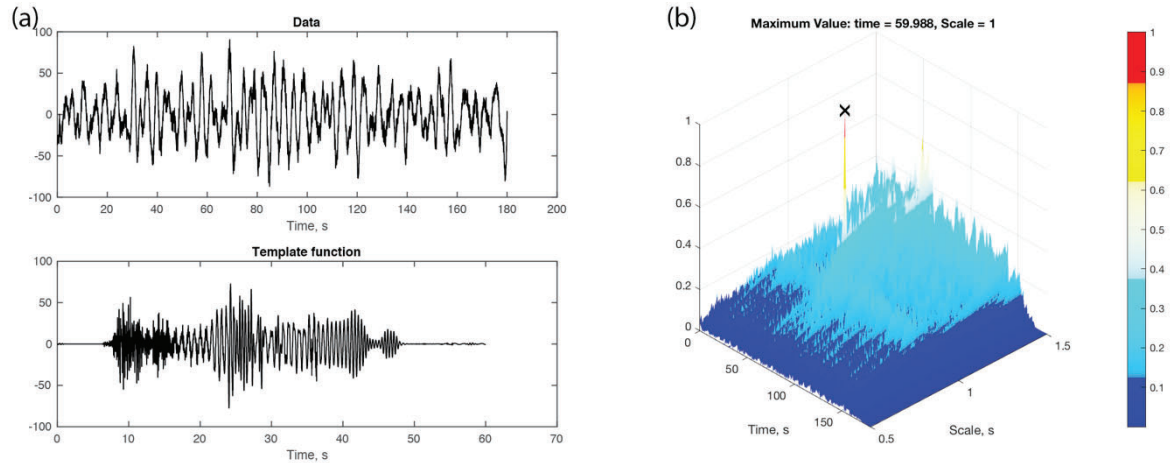 (a)
Data
100
50
0
-50
-100
0 20 40 60 80 100 120 140 160 180 200
Time, s
Template function
100
50
0
-50
-100
0 10 20 30 40 50 60 70
Time, s
(b)
Maximum Value: time = 59.988, Scale = 1
1
0.8
0.6
0.4
0.2
0
0 50 100 150
Time, s
0.5 1 1.5
Scale, s
1
0.9
0.8
0.7
0.6
0.5
0.4
0.3
0.2
0.1